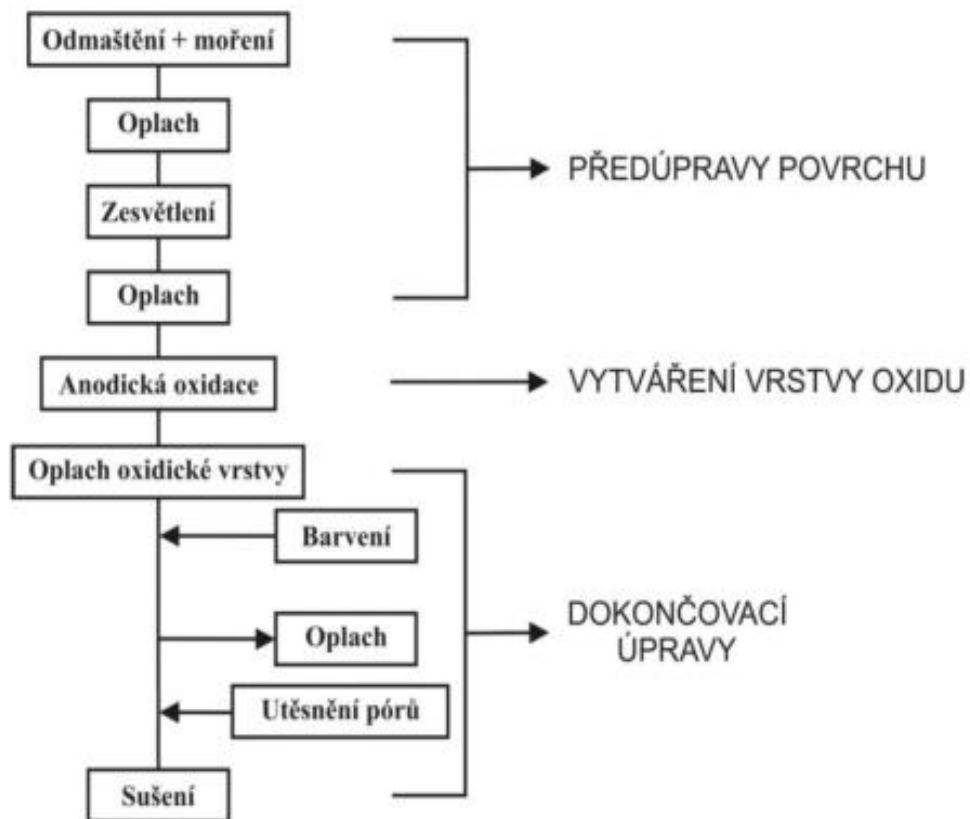 Odmaštění + moření
Oplach
Zesvětlení
Oplach
PŘEDÚPRAVY POVRCHU
Anodická oxidace
VYTVÁŘENÍ VRSTVY OXIDU
Oplach oxidické vrstvy
Barvení
Oplach
Utěsnění pórů
Sušení
DOKONČOVACÍ
ÚPRAVY